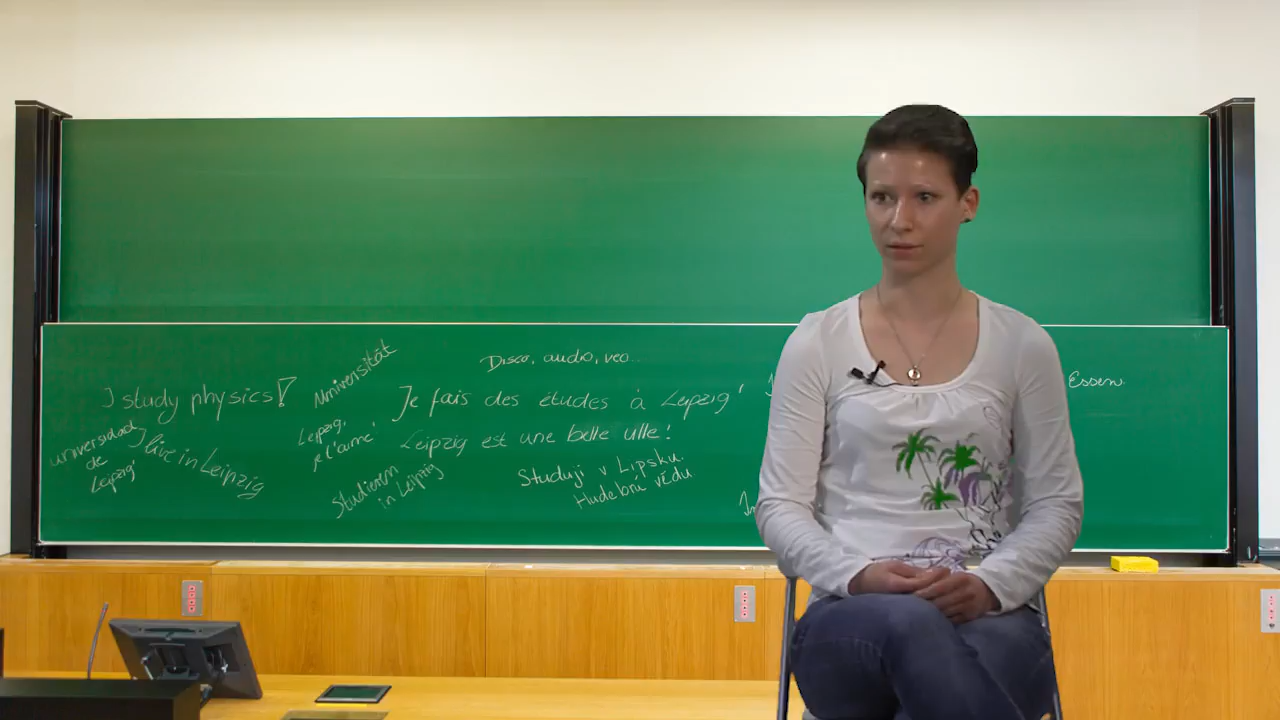 I study physics!
universidad
de
Leipzig
I live in Leipzig
Universität
Leipzig,
je t'aime
Studieren
in Leipzig
Disco, audio, veo...
Je fais des études à Leipzig
Leipzig est une belle ville!
Studuji v Lipsku.
Hudební vědu
Essen.